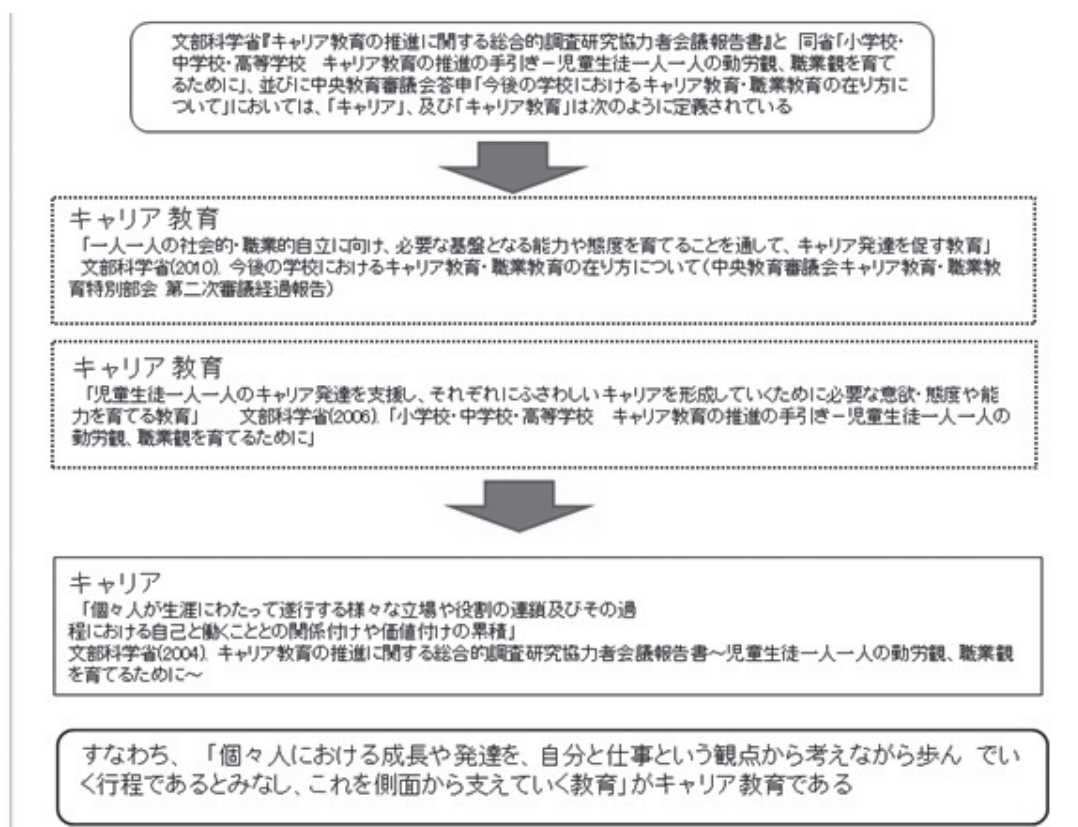 文部科学省『キャリア教育の推進に関する総合的調査研究協力者会議報告書』と 同省「小学校・
中学校・高等学校　キャリア教育の推進の手引き－児童生徒一人一人の勤労観、職業観を育て
るために」、並びに中央教育審議会答申「今後の学校におけるキャリア教育・職業教育の在り方に
ついて」においては、「キャリア」、及び「キャリア教育」は次のように定義されている
キャリア教育
「一人一人の社会的・職業的自立に向け、必要な基盤となる能力や態度を育てることを通して、キャリア発達を促す教育」
文部科学省(2010). 今後の学校におけるキャリア教育・職業教育の在り方について（中央教育審議会キャリア教育・職業教
育特別部会 第二次審議経過報告）
キャリア教育
「児童生徒一人一人のキャリア発達を支援し、それぞれにふさわしいキャリアを形成していくために必要な意欲・態度や能
力を育てる教育」　　文部科学省(2006). 「小学校・中学校・高等学校　キャリア教育の推進の手引き－児童生徒一人一人の
勤労観、職業観を育てるために」
キャリア
「個々人が生涯にわたって遂行する様々な立場や役割の連鎖及びその過
程における自己と働くこととの関係付けや価値付けの累積」
文部科学省(2004). キャリア教育の推進に関する総合的調査研究協力者会議報告書～児童生徒一人一人の勤労観、職業観
を育てるために～
すなわち、「個々人における成長や発達を、自分と仕事という観点から考えながら歩ん でい
く行程であるとみなし、これを側面から支えていく教育」がキャリア教育である